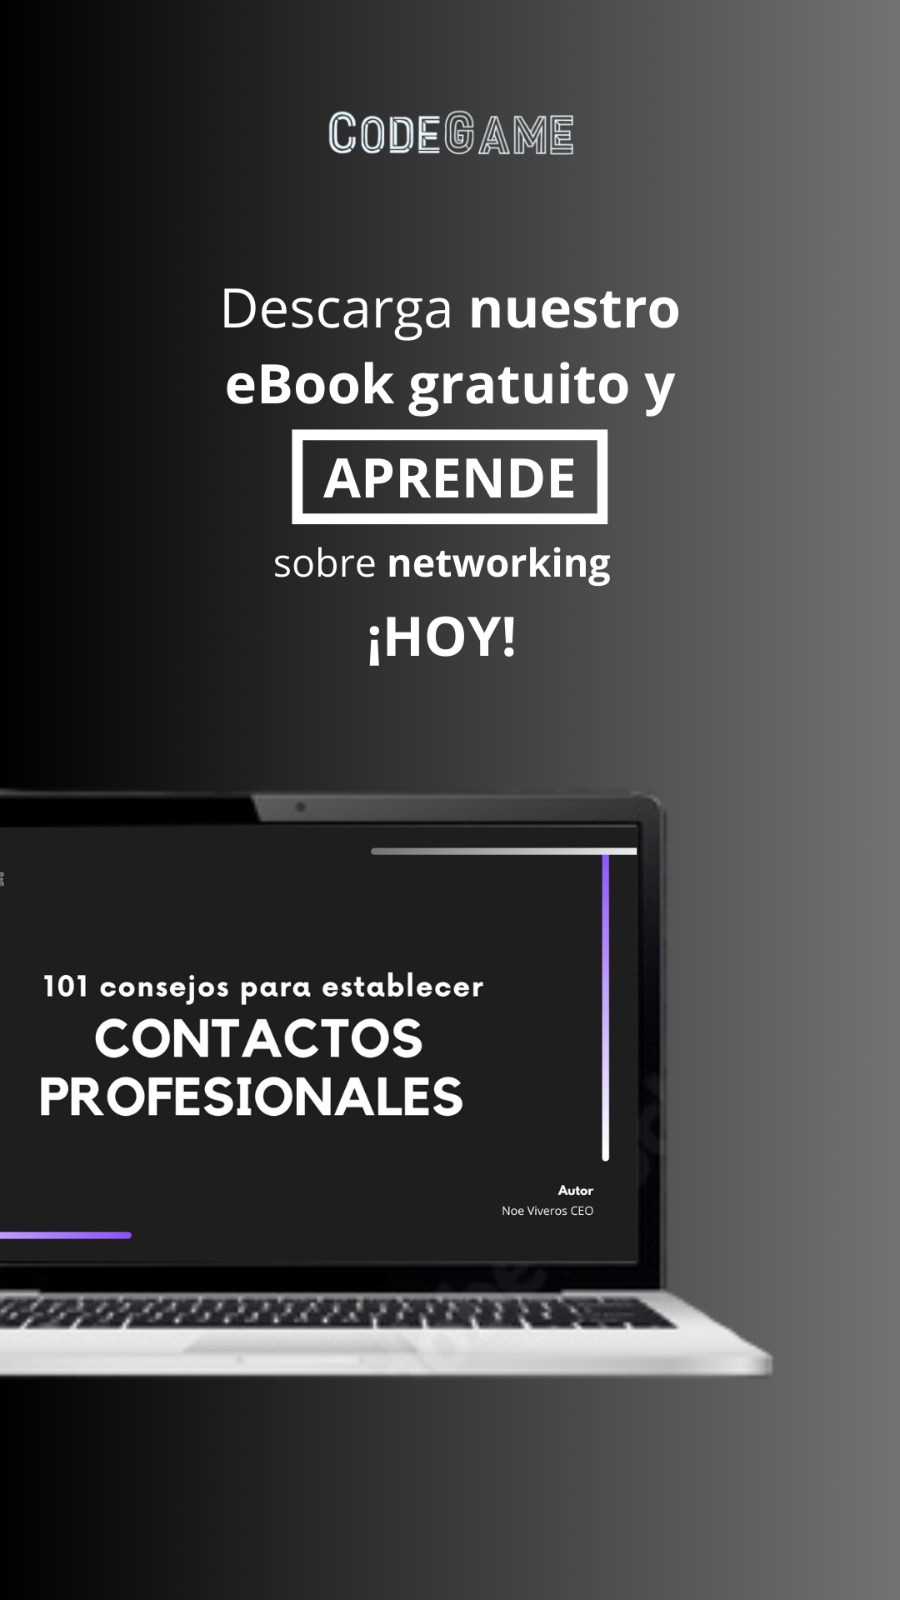 CODEGAME
Descarga nuestro
eBook gratuito y
APRENDE
sobre networking
¡HOY!
101 consejos para establecer
CONTACTOS
PROFESIONALES
Autor
Noe Viveros CEO